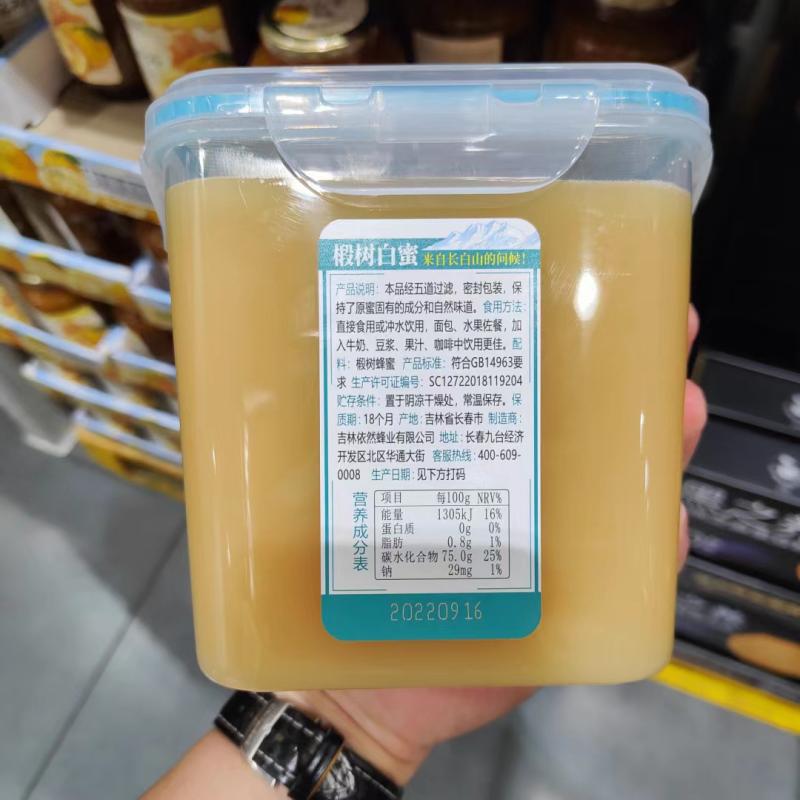 椴树白蜜 来自长白山的问候!
产品说明: 本品经五道过滤, 密封包装, 保
持了原蜜固有的成分和自然味道。食用方法:
直接食用或冲水饮用, 面包、水果佐餐, 加
入牛奶、豆浆、果汁、咖啡中饮用更佳。配
料: 椴树蜂蜜 产品标准: 符合GB14963要
求 生产许可证编号: SC12722018119204
贮存条件: 置于阴凉干燥处, 常温保存。保
质期: 18个月 产地: 吉林省长春市 制造商:
吉林依然蜂业有限公司 地址: 长春九台经济
开发区北区华通大街 客服热线: 400-609-
0008 生产日期: 见下方打码
营养成分表
项目 每100g NRV%
能量 1305kJ 16%
蛋白质 0g 0%
脂肪 0.8g 1%
碳水化合物 75.0g 25%
钠 29mg 1%
20220916